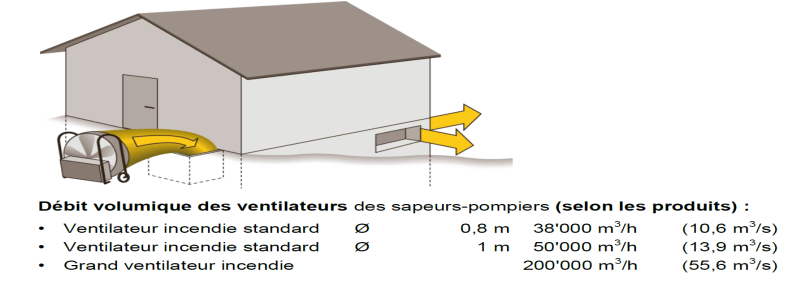 Débit volumique des ventilateurs des sapeurs-pompiers (selon les produits) :
• Ventilateur incendie standard Ø 0,8 m 38'000 m³/h (10,6 m³/s)
• Ventilateur incendie standard Ø 1 m 50'000 m³/h (13,9 m³/s)
• Grand ventilateur incendie 200'000 m³/h (55,6 m³/s)